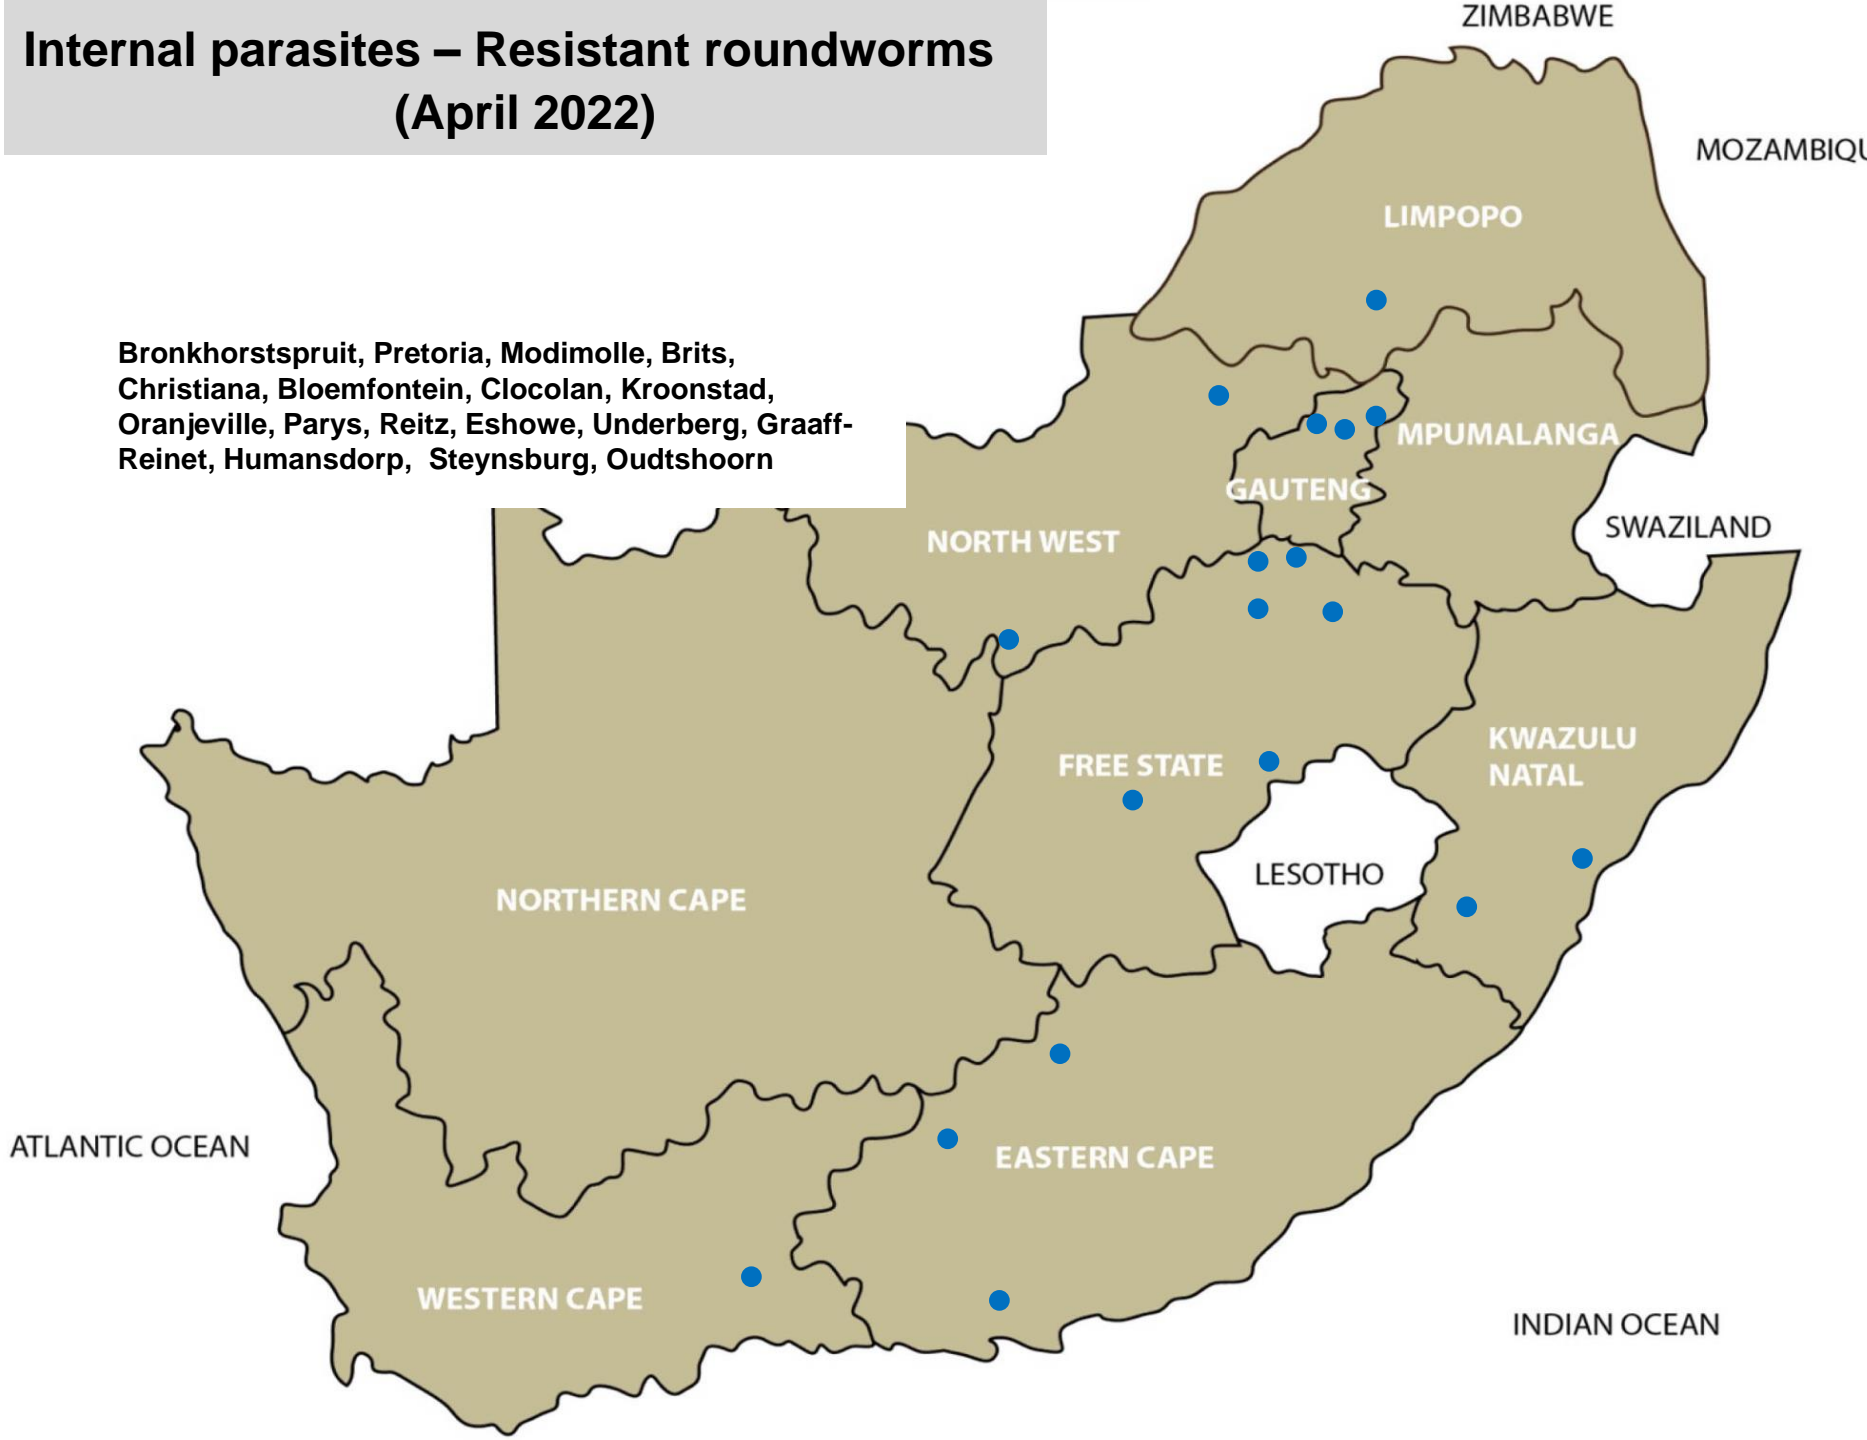 Internal parasites – Resistant roundworms
(April 2022)
ZIMBABWE
MOZAMBIQU
LIMPOPO
Bronkhorstspruit, Pretoria, Modimolle, Brits,
Christiana, Bloemfontein, Clocolan, Kroonstad,
Oranjeville, Parys, Reitz, Eshowe, Underberg, Graaff-
Reinet, Humansdorp, Steynsburg, Oudtshoorn
MPUMALANGA
GAUTENG
SWAZILAND
NORTH WEST
KWAZULU
NATAL
FREE STATE
LESOTHO
NORTHERN CAPE
ATLANTIC OCEAN
EASTERN CAPE
WESTERN CAPE
INDIAN OCEAN